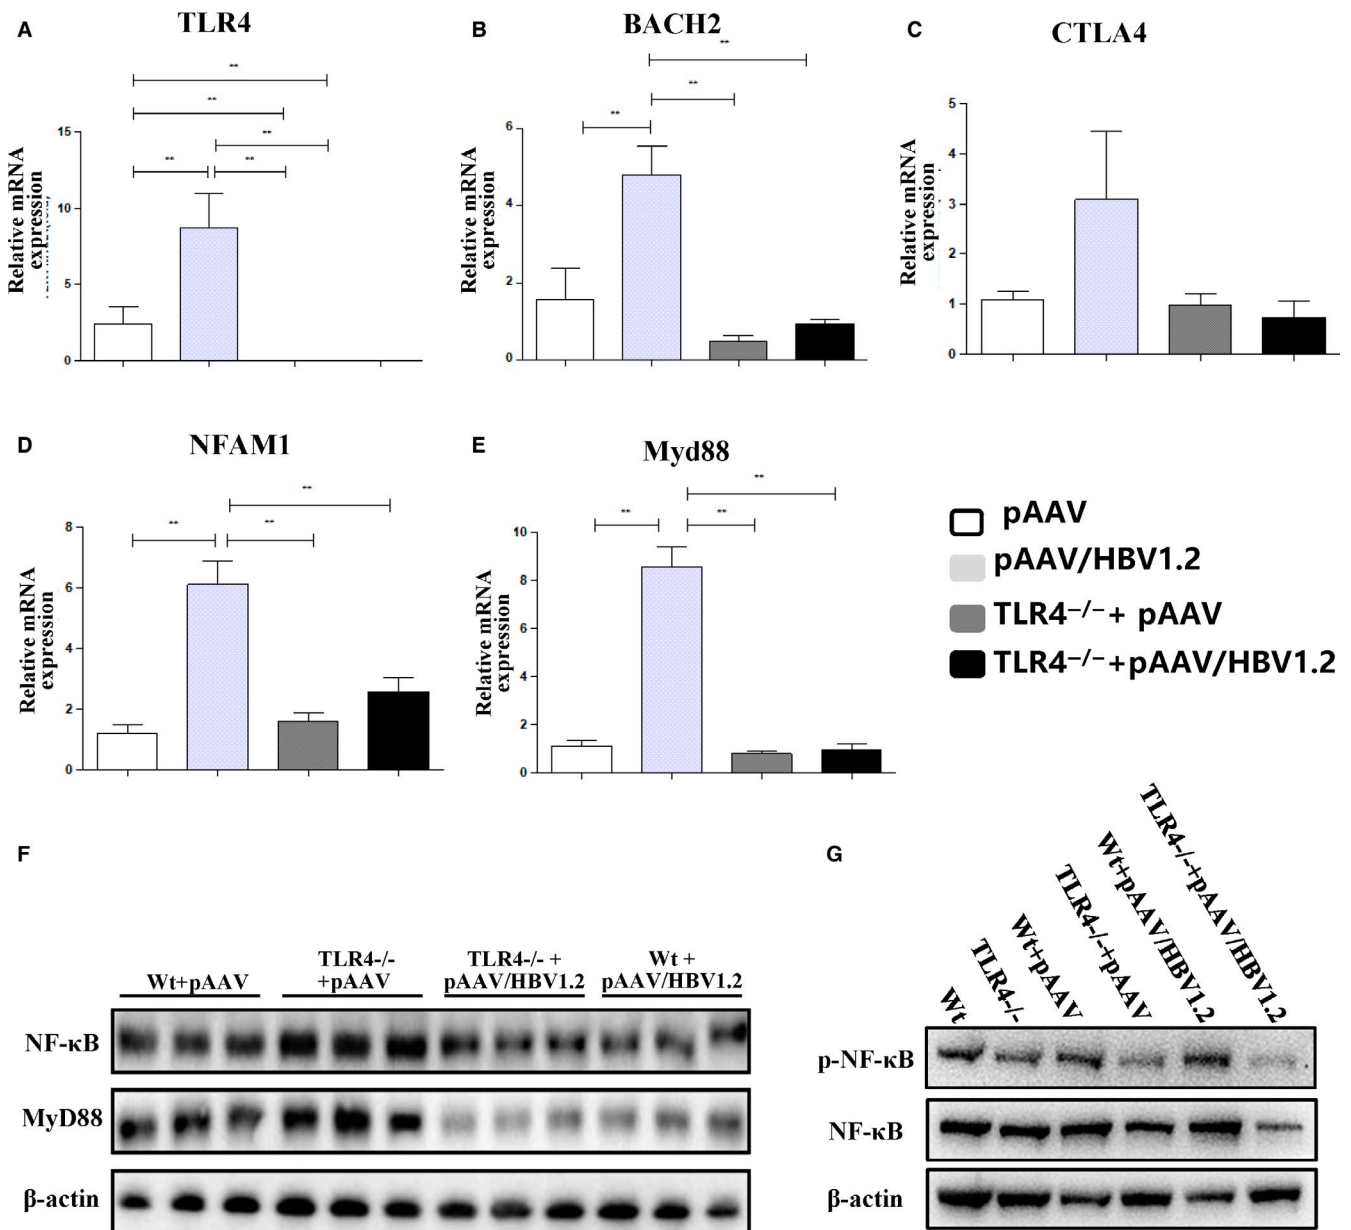 A
TLR4
**
**
**
**
**
Relative mRNA
expression
15
10
5
0
B
BACH2
**
**
**
Relative mRNA
expression
6
4
2
0
C
CTLA4
Relative mRNA
expression
5
4
3
2
1
0
D
NFAM1
**
**
**
Relative mRNA
expression
8
6
4
2
0
E
Myd88
**
**
**
Relative mRNA
expression
10
8
6
4
2
0
pAAV
pAAV/HBV1.2
TLR4−/−+ pAAV
TLR4−/−+pAAV/HBV1.2
F
Wt+pAAV
TLR4-/-
+pAAV
TLR4-/- +
pAAV/HBV1.2
Wt +
pAAV/HBV1.2
NF-κB
MyD88
β-actin
G
Wt
TLR4-/-
Wt+pAAV
TLR4-/-+pAAV
Wt+pAAV/HBV1.2
TLR4-/-+pAAV/HBV1.2
p-NF-κB
NF-κB
β-actin